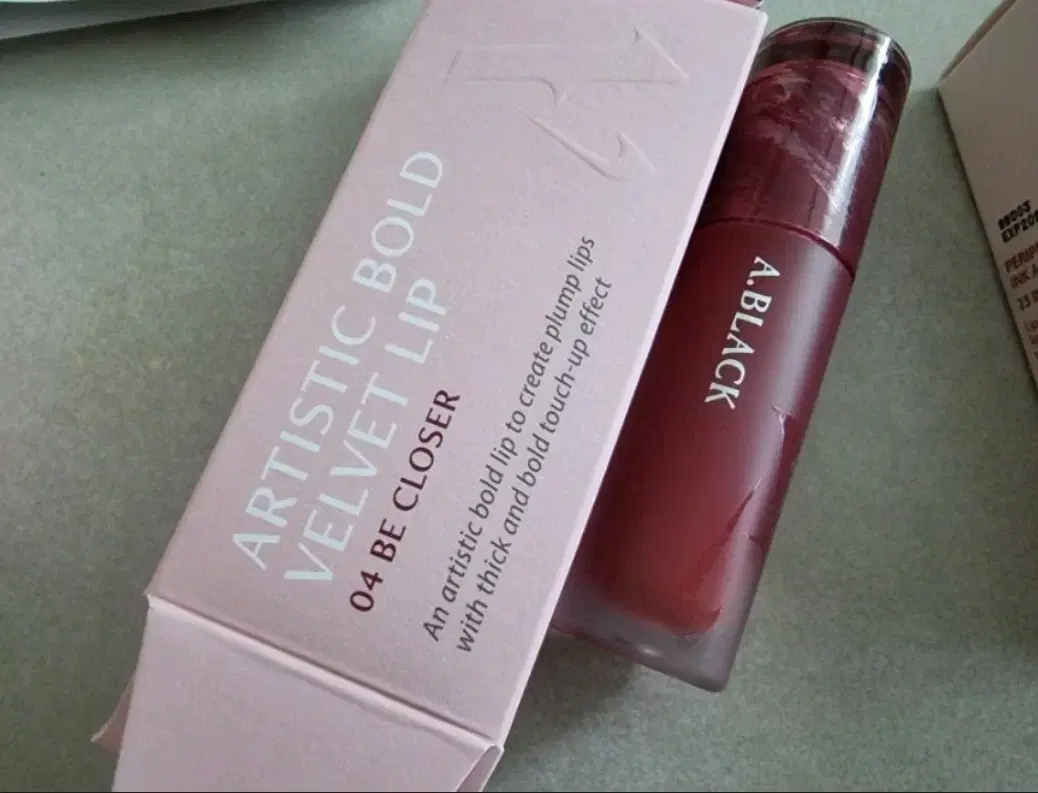 ARTISTIC BOLD
VELVET LIP
04 BE CLOSER
An artistic bold lip to create plump lips
with thick and bold touch-up effect
A.BLACK